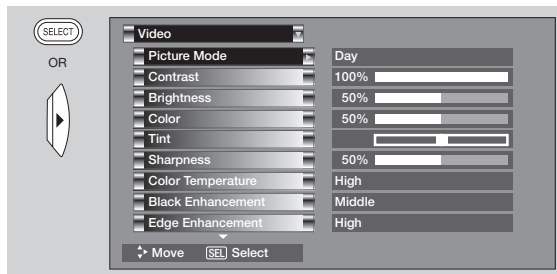 SELECT
OR
Video
Picture Mode Day
Contrast 100%
Brightness 50%
Color 50%
Tint
Sharpness 50%
Color Temperature High
Black Enhancement Middle
Edge Enhancement High
Move SEL Select